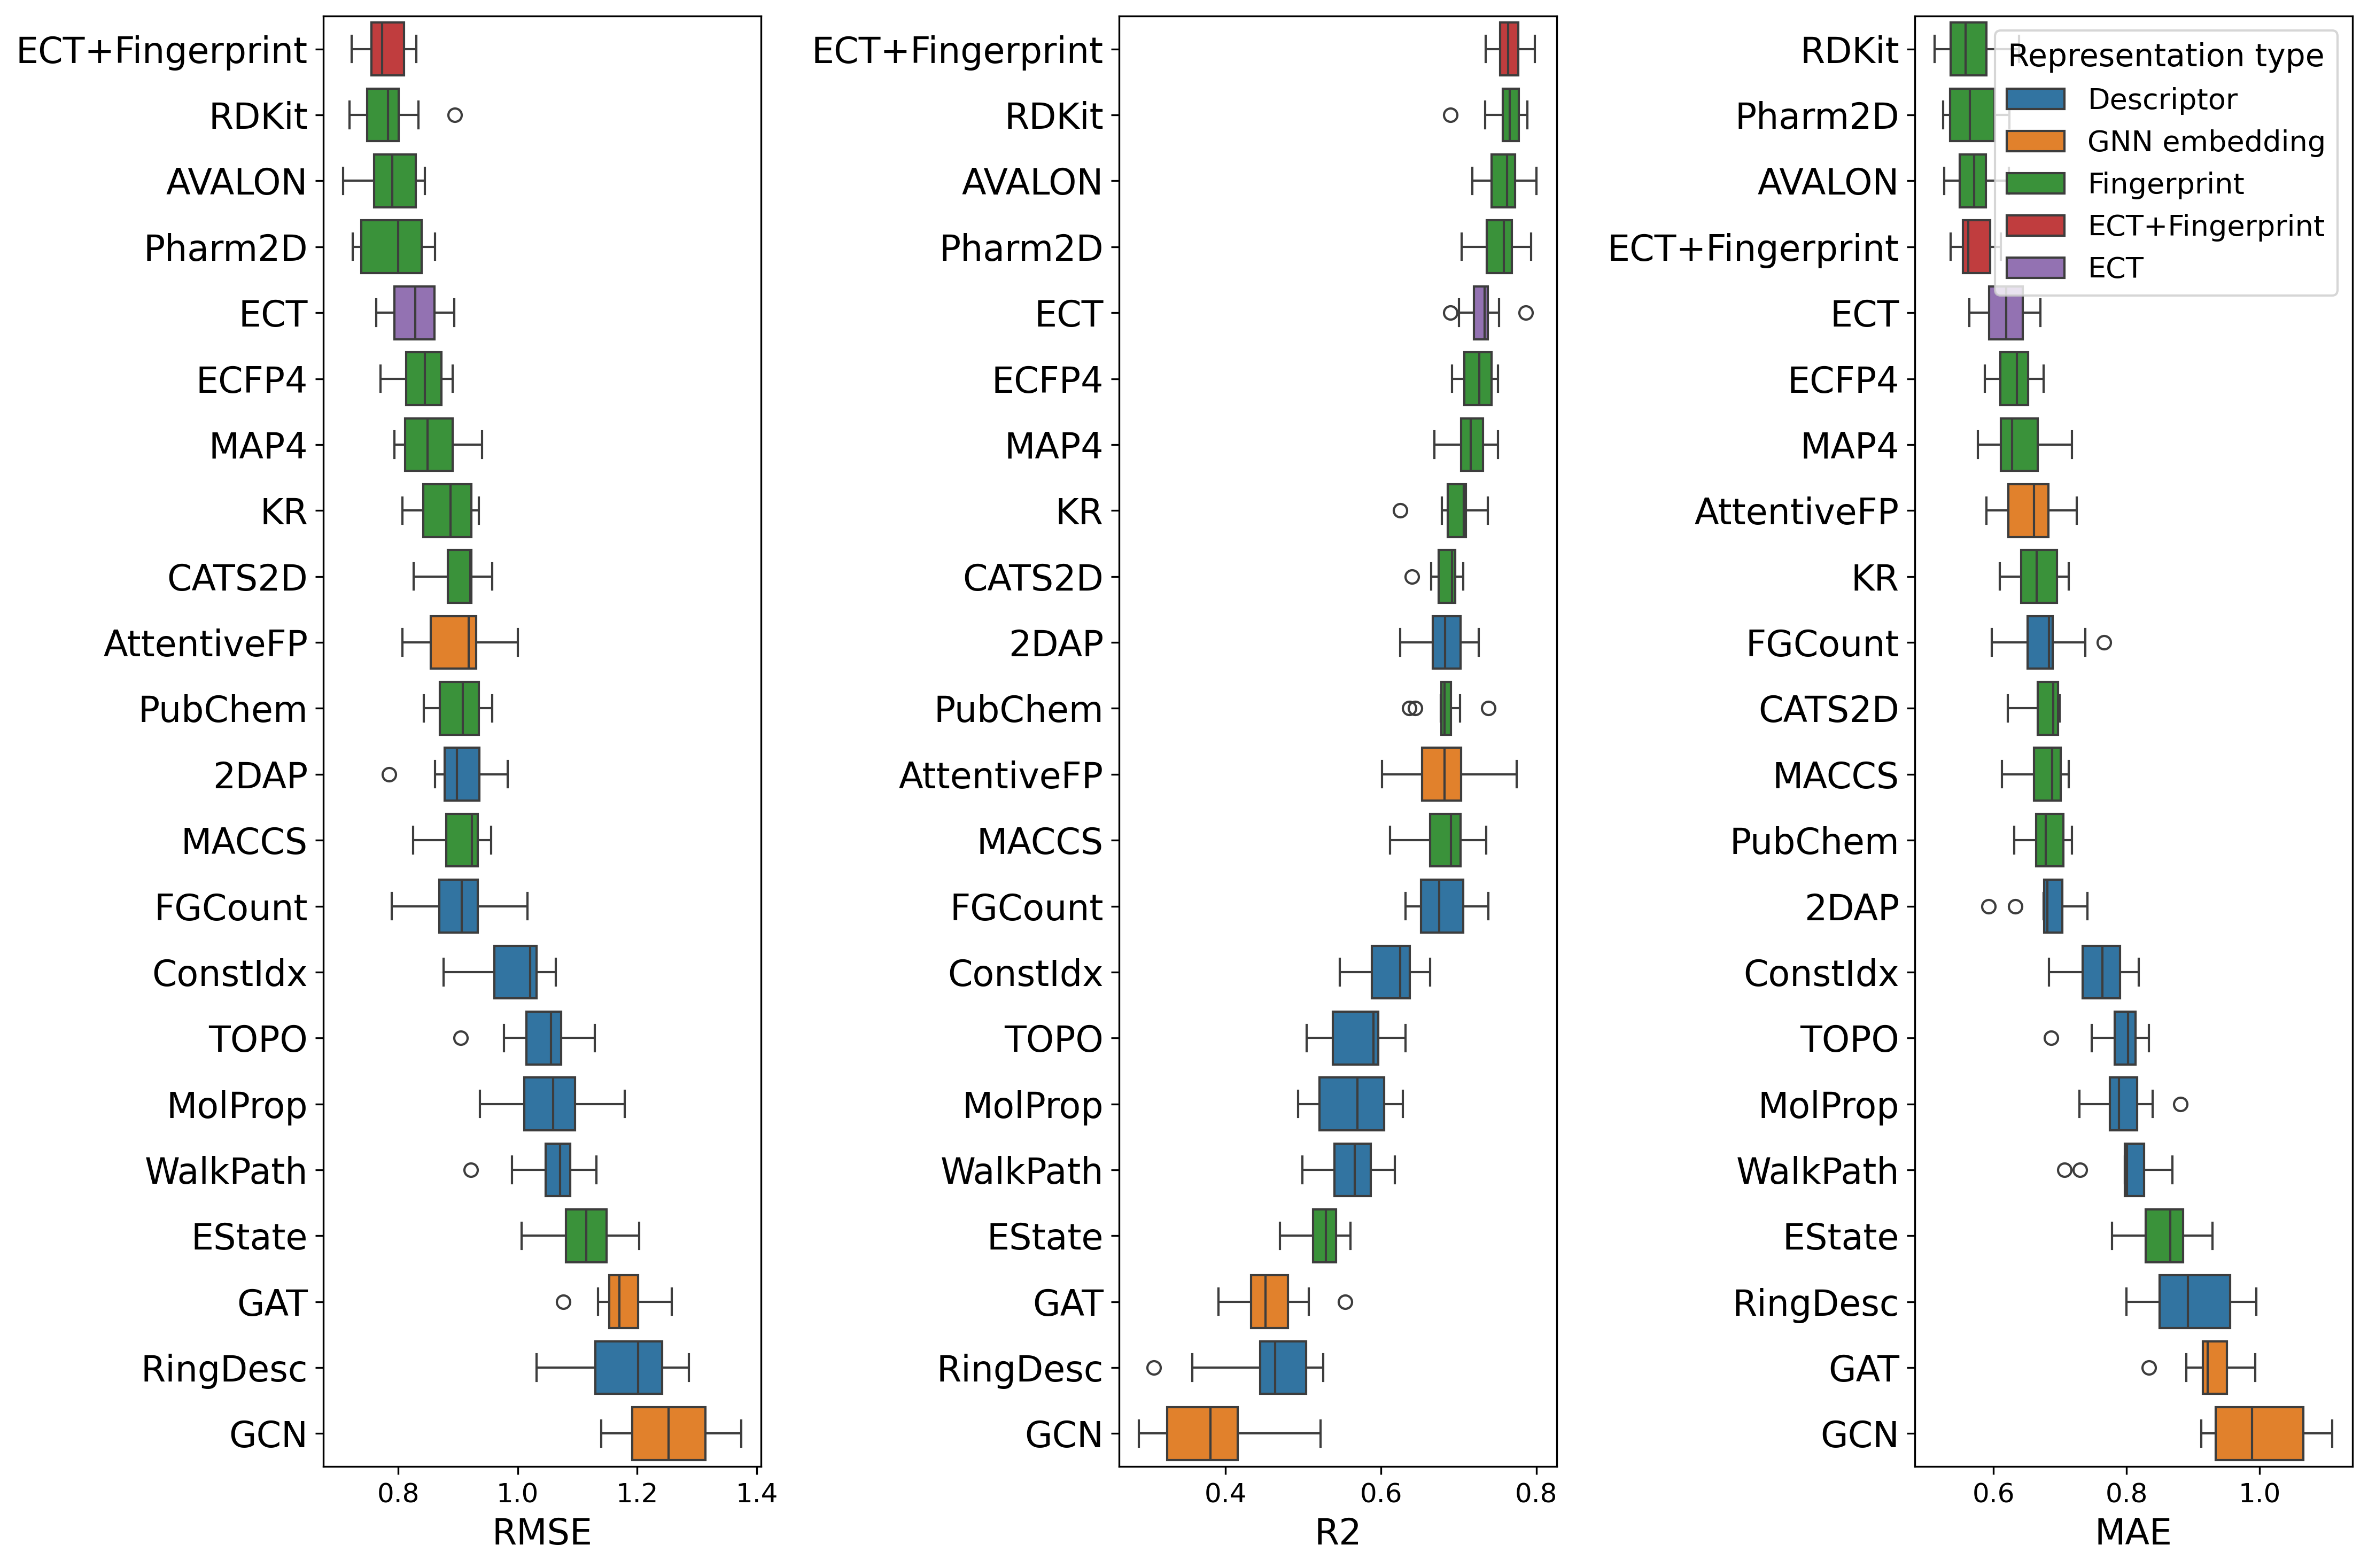 ECT+Fingerprint
RDKit
AVALON
Pharm2D
ECT
ECFP4
MAP4
KR
CATS2D
AttentiveFP
PubChem
2DAP
MACCS
FGCount
ConstIdx
TOPO
MolProp
WalkPath
EState
GAT
RingDesc
GCN
0.8 1.0 1.2 1.4
RMSE
ECT+Fingerprint
RDKit
AVALON
Pharm2D
ECT
ECFP4
MAP4
KR
CATS2D
2DAP
PubChem
AttentiveFP
MACCS
FGCount
ConstIdx
TOPO
MolProp
WalkPath
EState
GAT
RingDesc
GCN
0.4 0.6 0.8
R2
RDKit
Pharm2D
AVALON
ECT+Fingerprint
ECT
ECFP4
MAP4
AttentiveFP
KR
FGCount
CATS2D
MACCS
PubChem
2DAP
ConstIdx
TOPO
MolProp
WalkPath
EState
RingDesc
GAT
GCN
0.6 0.8 1.0
MAE
Representation type
Descriptor
GNN embedding
Fingerprint
ECT+Fingerprint
ECT